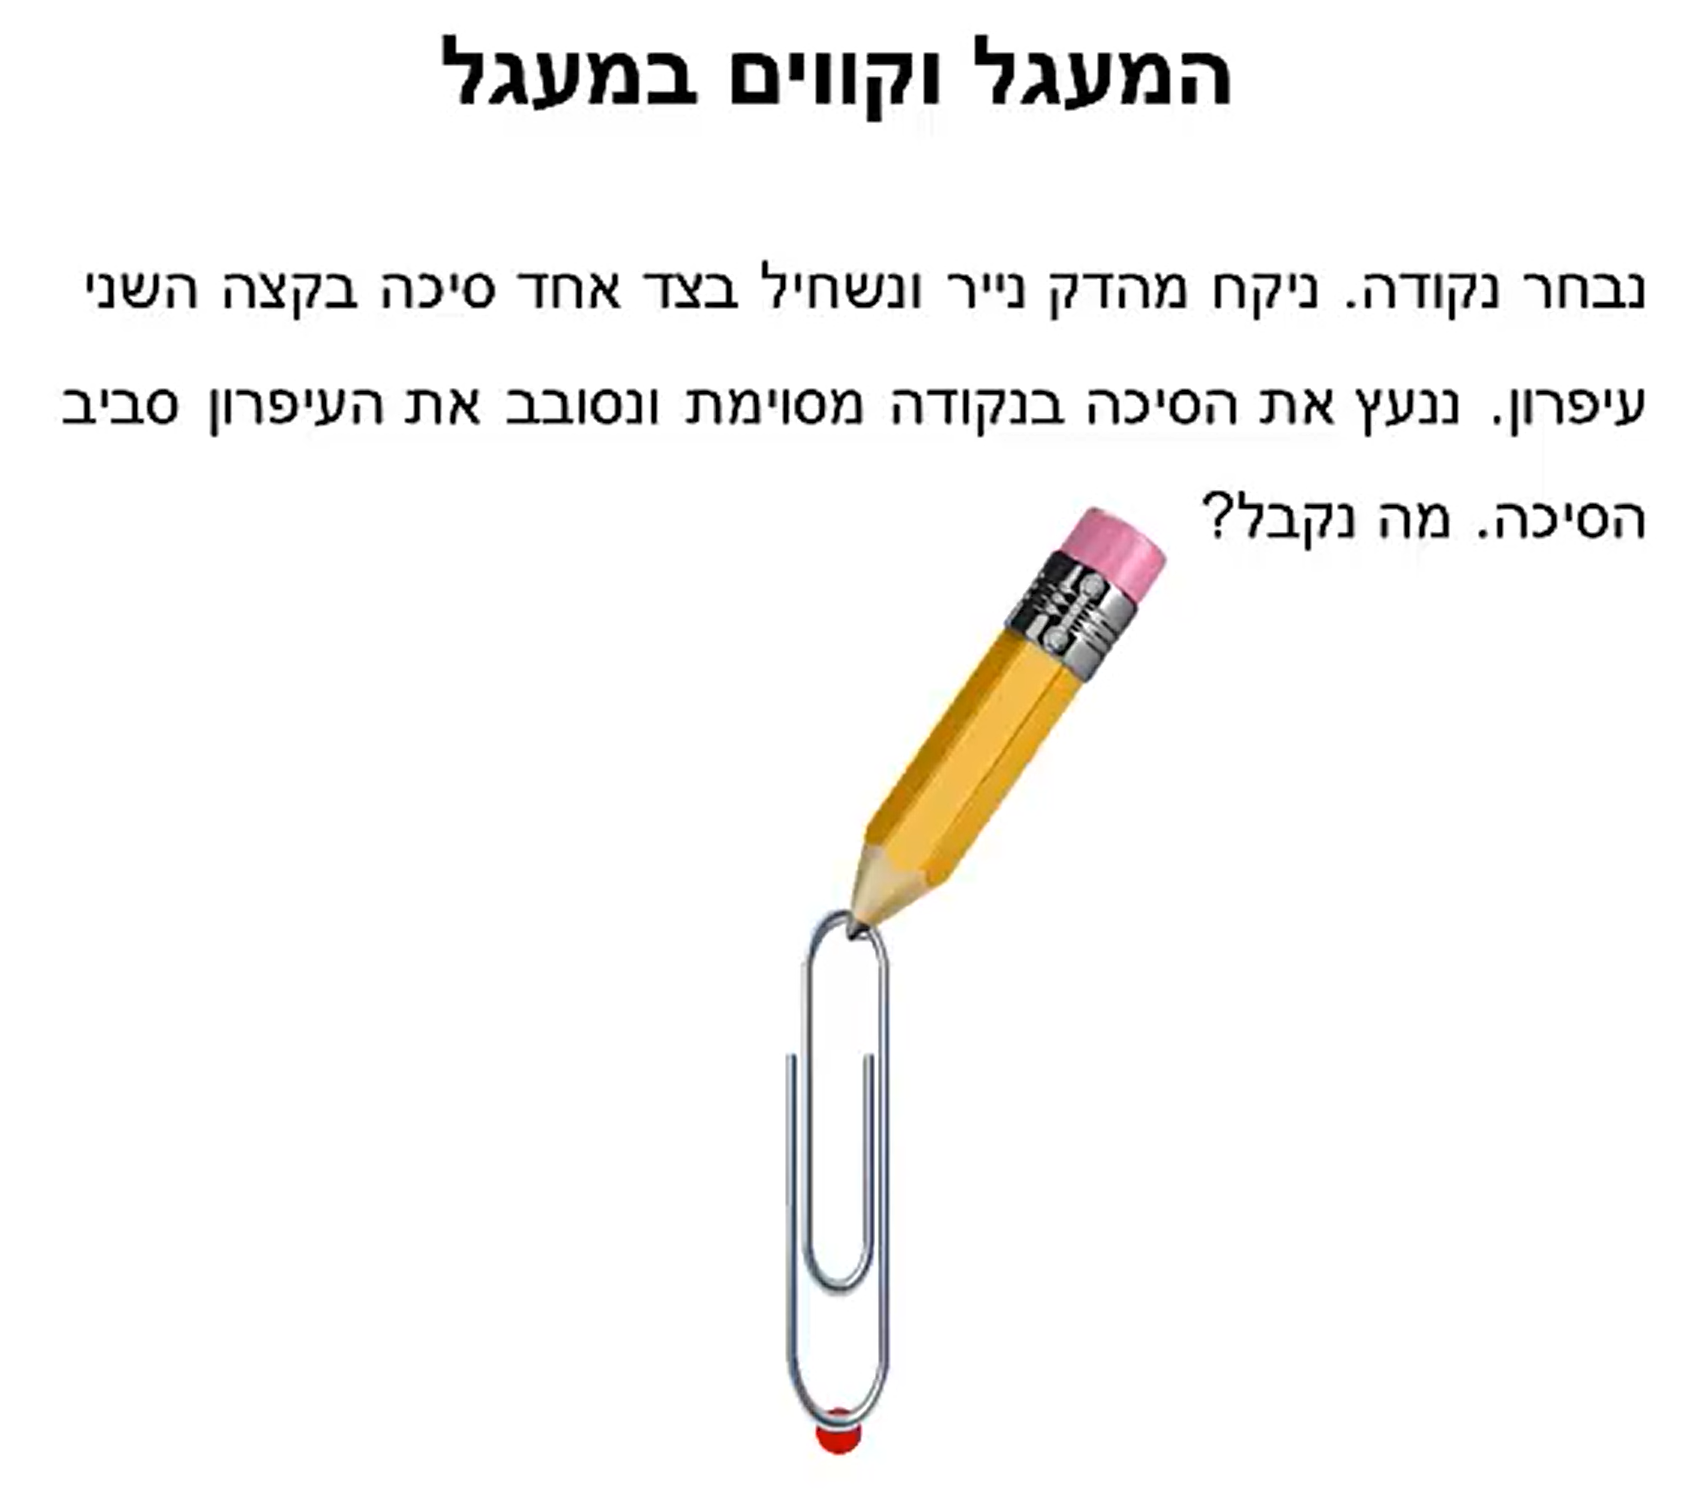 המעגל וקווים במעגל
נבחר נקודה. ניקח מהדק נייר ונשחיל בצד אחד סיכה בקצה השני
עיפרון. ננעץ את הסיכה בנקודה מסוימת ונסובב את העיפרון סביב
הסיכה. מה נקבל?